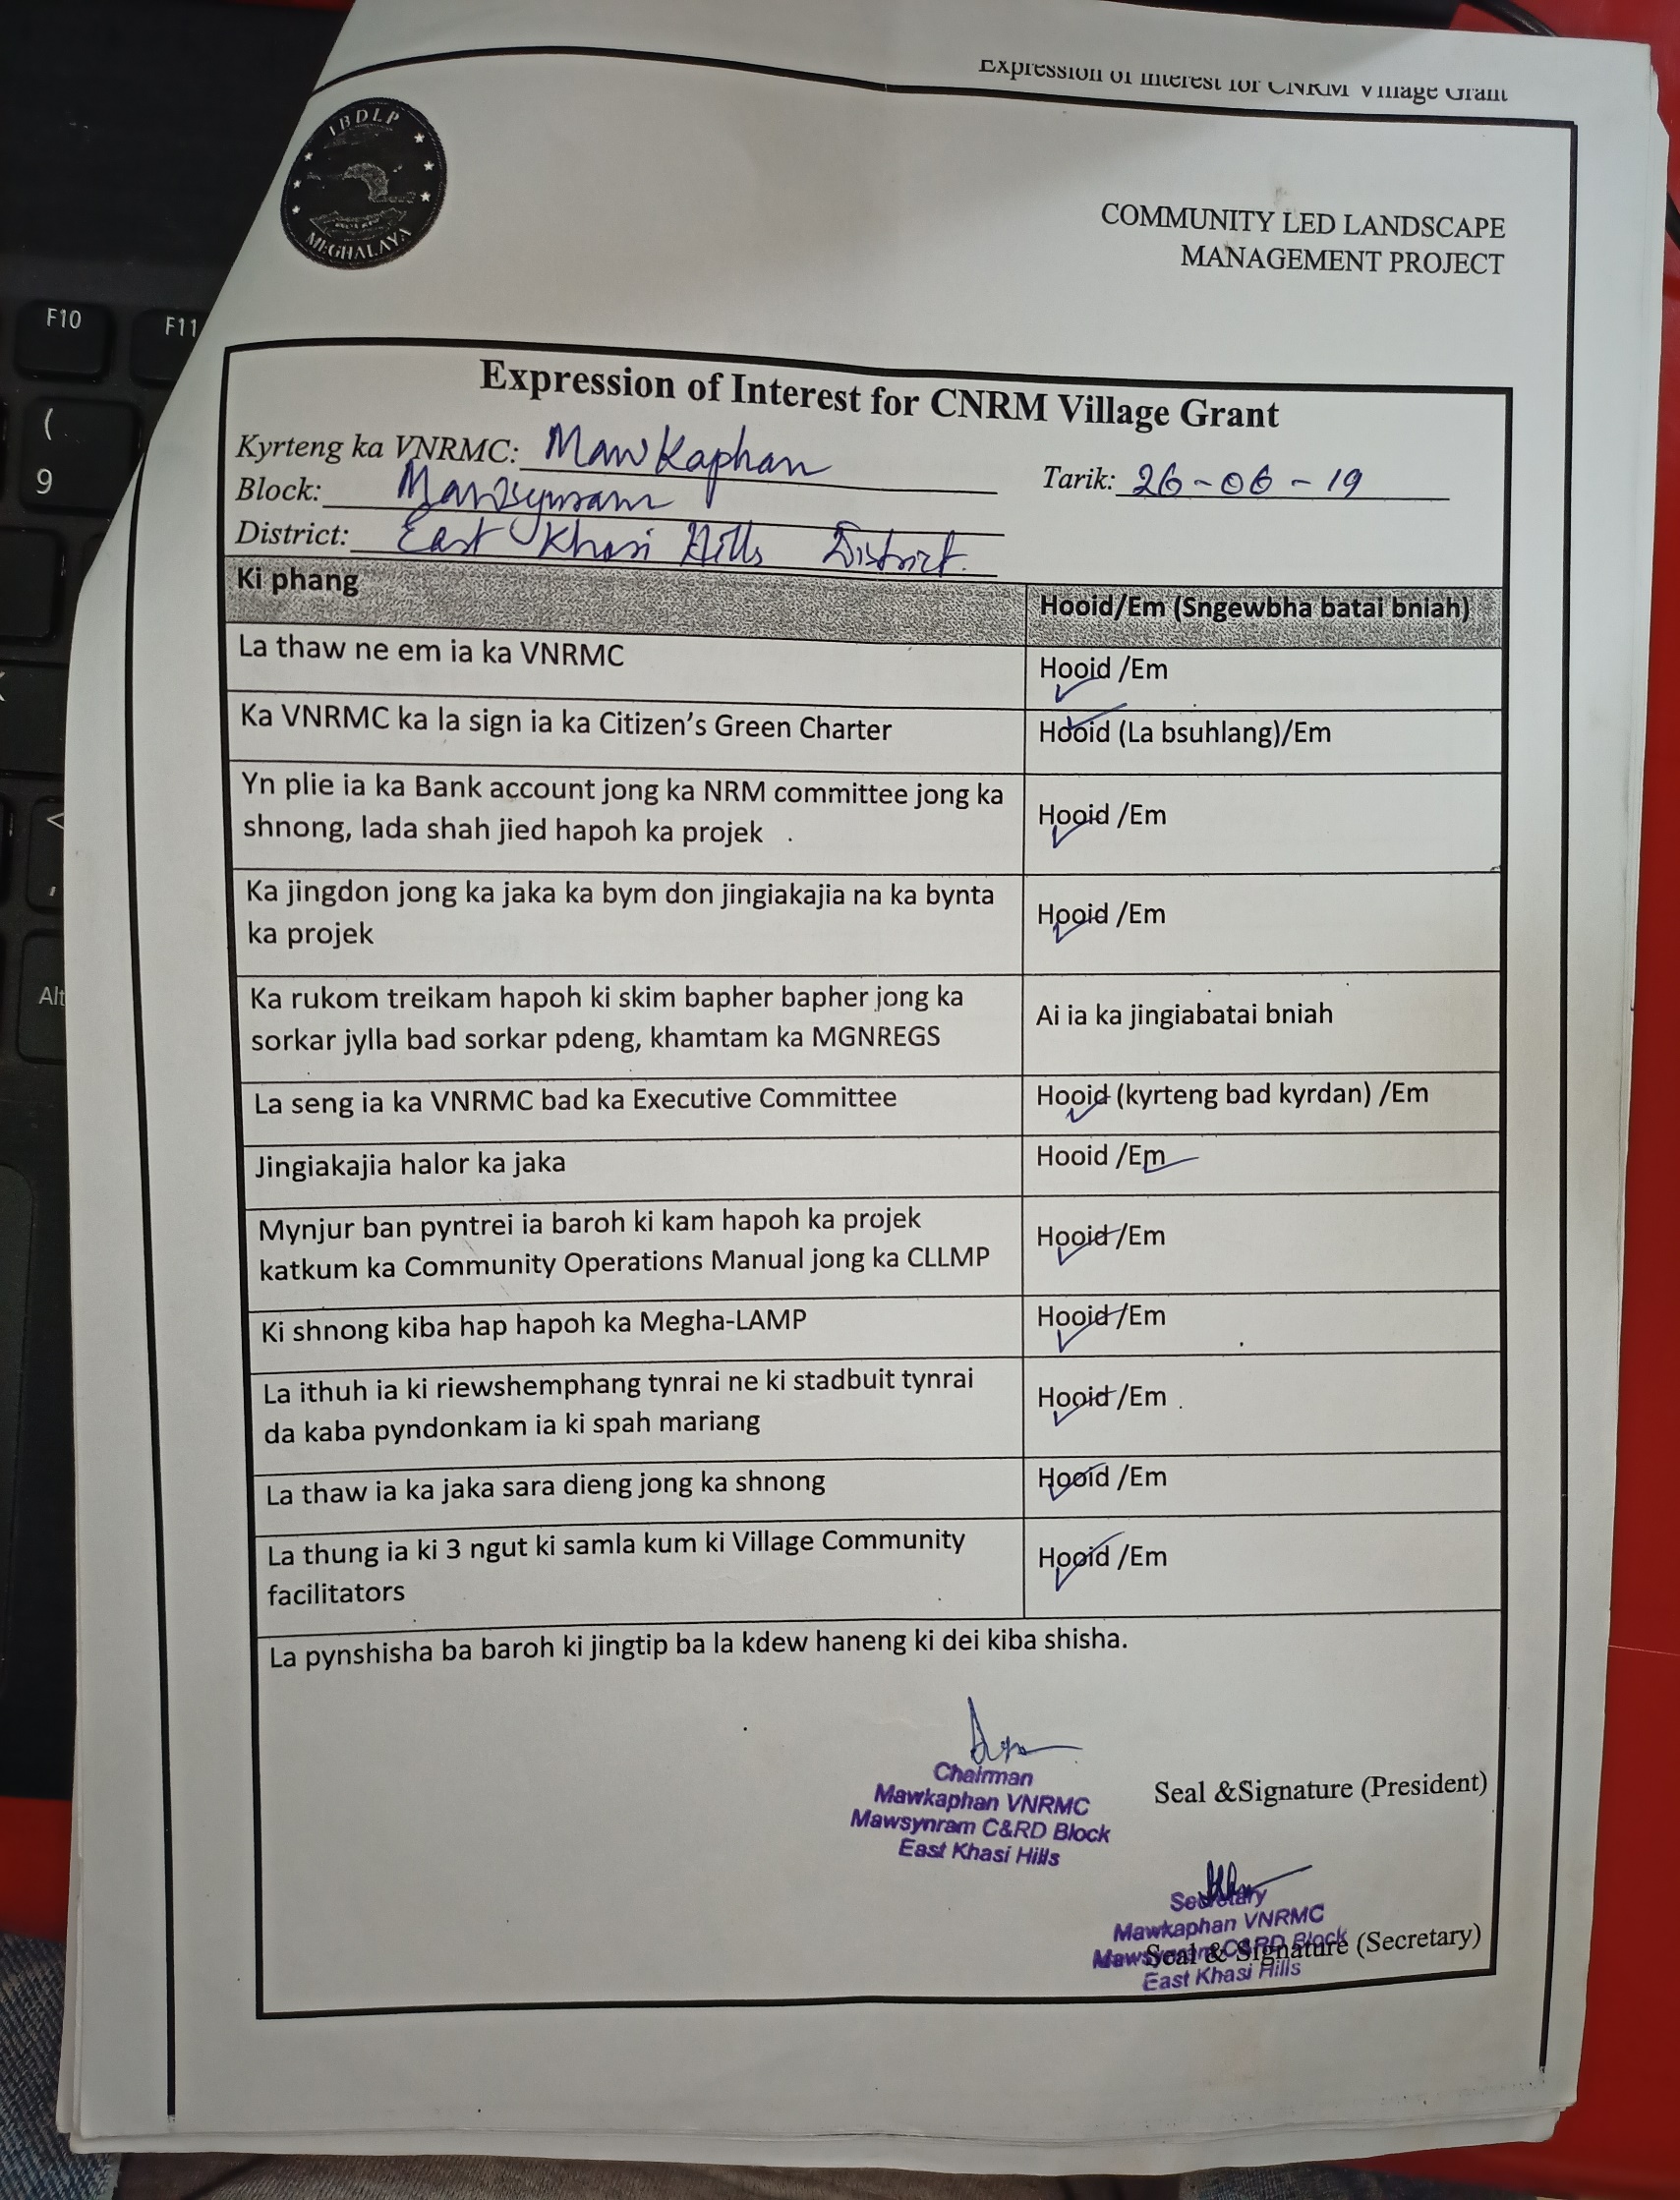 Expression of Interest for CNRM Village Grant
IBDLP
MEGHALAYA
COMMUNITY LED LANDSCAPE
MANAGEMENT PROJECT
F10
F11
(
9
<
,
Alt
Expression of Interest for CNRM Village Grant
Kyrteng ka VNRMC: Mawkaphan
Tarik: 26-06-19
Block: Mawsynram
District: East Khasi Hills District.
Ki phang
Hooid/Em (Sngewbha batai bniah)
La thaw ne em ia ka VNRMC
Hooid /Em
Ka VNRMC ka la sign ia ka Citizen's Green Charter
Hooid (La bsuhlang)/Em
Yn plie ia ka Bank account jong ka NRM committee jong ka
shnong, lada shah jied hapoh ka projek
Hooid /Em
Ka jingdon jong ka jaka ka bym don jingiakajia na ka bynta
ka projek
Hooid /Em
Ka rukom treikam hapoh ki skim bapher bapher jong ka
sorkar jylla bad sorkar pdeng, khamtam ka MGNREGS
Ai ia ka jingiabatai bniah
La seng ia ka VNRMC bad ka Executive Committee
Hooid (kyrteng bad kyrdan) /Em
Jingiakajia halor ka jaka
Hooid /Em
Mynjur ban pyntrei ia baroh ki kam hapoh ka projek
katkum ka Community Operations Manual jong ka CLLMP
Hooid /Em
Ki shnong kiba hap hapoh ka Megha-LAMP
Hooid /Em
La ithuh ia ki riewshemphang tynrai ne ki stadbuit tynrai
da kaba pyndonkam ia ki spah mariang
Hooid /Em
La thaw ia ka jaka sara dieng jong ka shnong
Hooid /Em
La thung ia ki 3 ngut ki samla kum ki Village Community
facilitators
Hooid /Em
La pynshisha ba baroh ki jingtip ba la kdew haneng ki dei kiba shisha.
Chairman
Mawkaphan VNRMC
Mawsynram C&RD Block
East Khasi Hills
Seal &Signature (President)
Secretary
Mawkaphan VNRMC
Mawsynram C&RD Block
Seal & Signature (Secretary)
East Khasi Hills